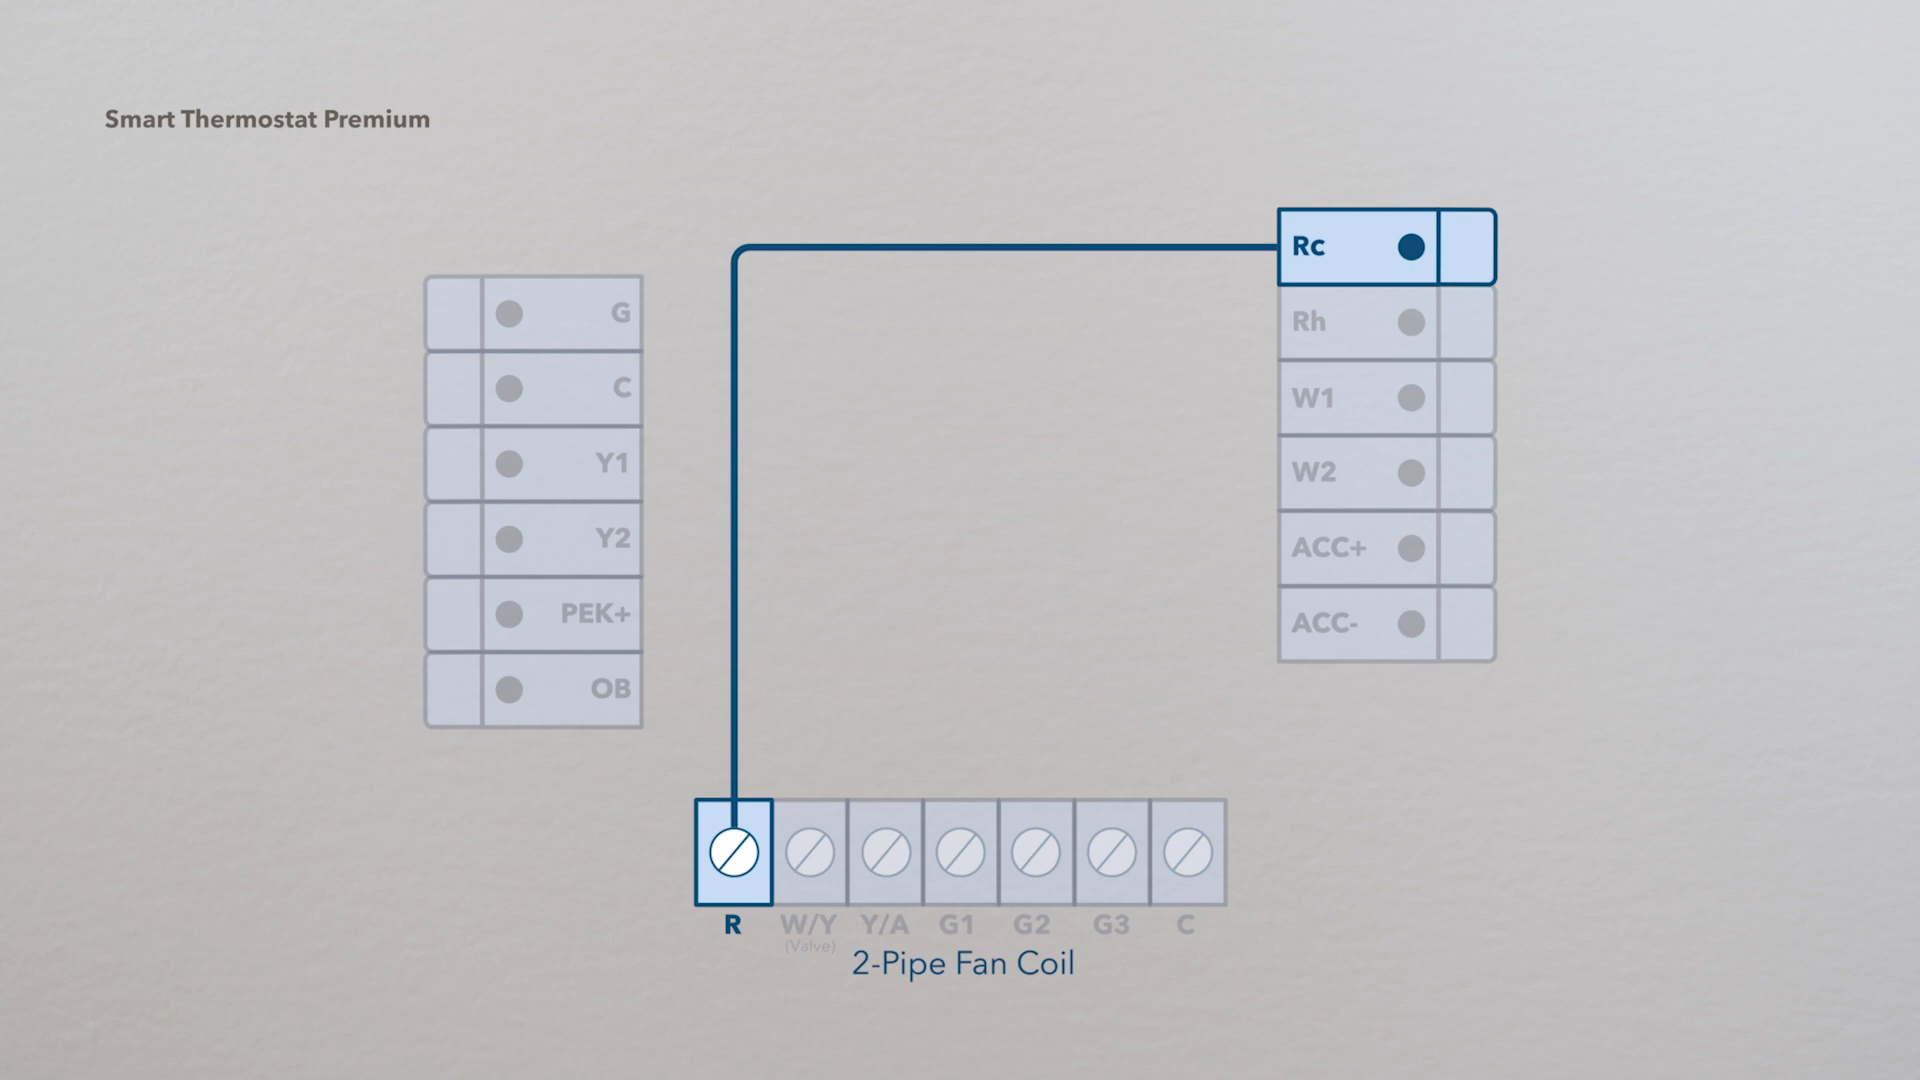 Smart Thermostat Premium
G
C
Y1
Y2
PEK+
OB
Rc
Rh
W1
W2
ACC+
ACC-
R W/Y Y/A G1 G2 G3 C
(Valve)
2-Pipe Fan Coil